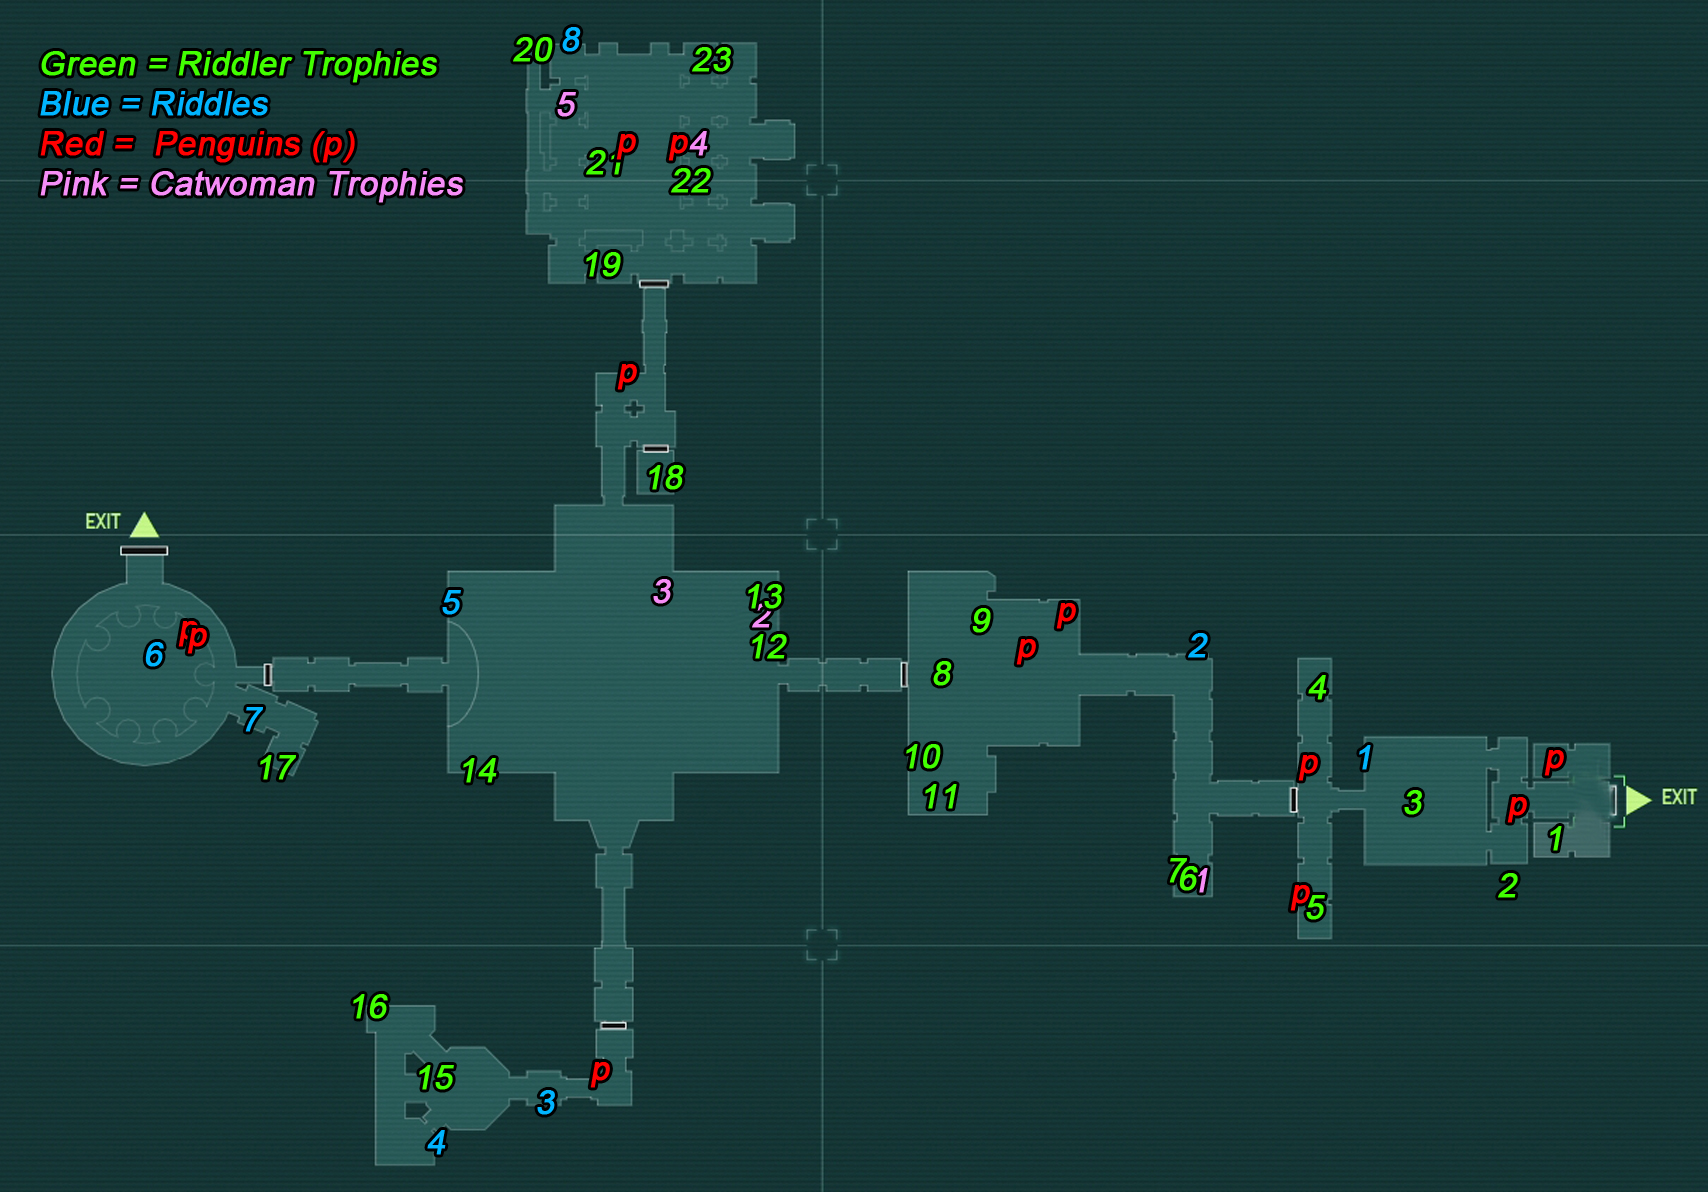 Green = Riddler Trophies
Blue = Riddles
Red = Penguins (p)
Pink = Catwoman Trophies
20 8 23
5
p p 4
21 22
19
p
18
EXIT
5 3 13
2
12
p p
6
7
17
14
9 p
p
8
10
11
2
4
p 1 p
3 p EXIT
1
7 6 1
2
p 5
16
15 p
3
4